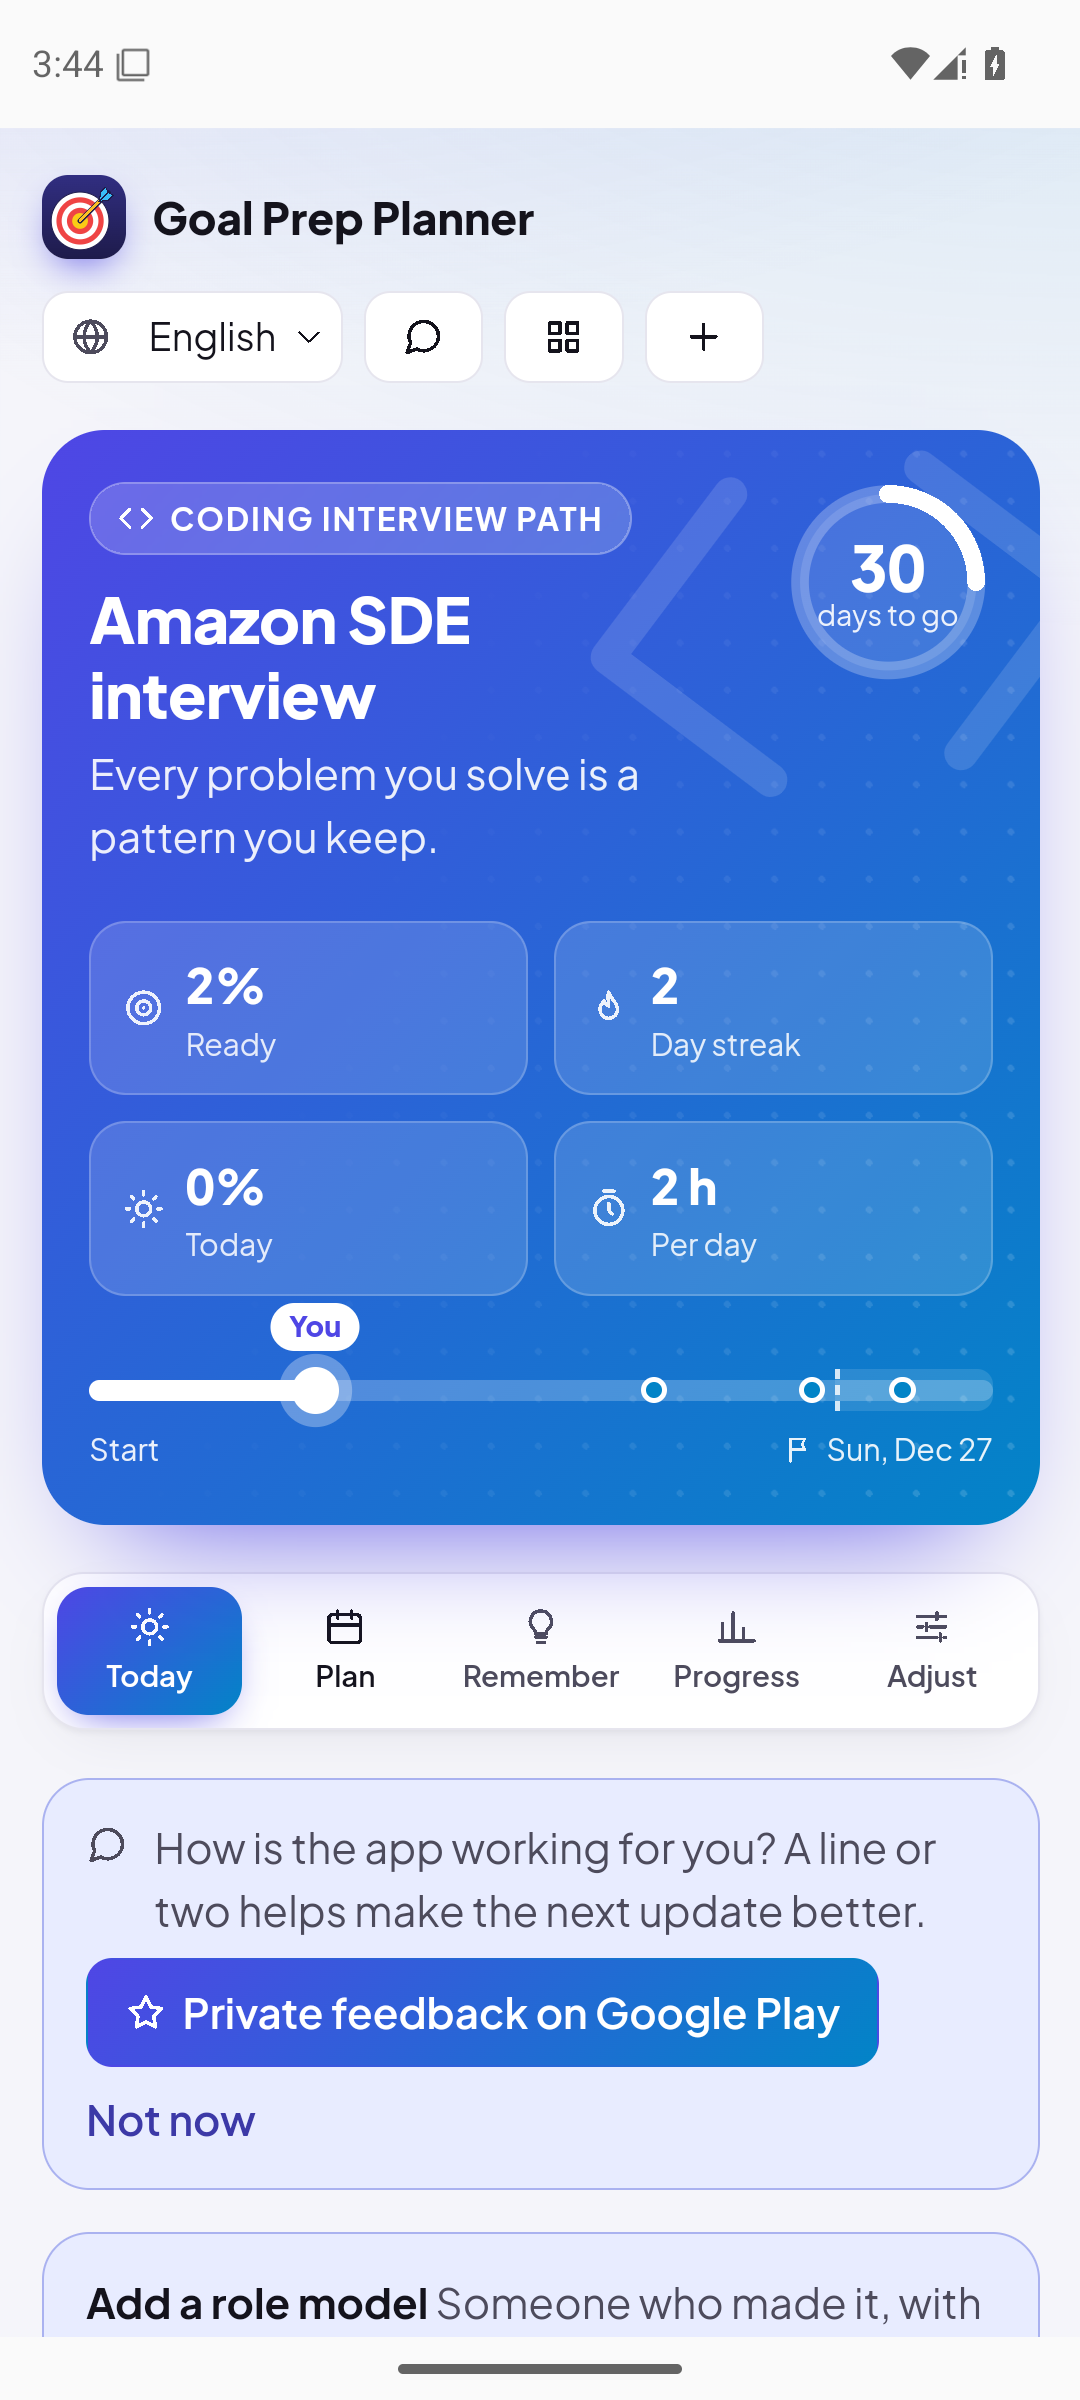 3:44
Goal Prep Planner
English
CODING INTERVIEW PATH
30
days to go
Amazon SDE
interview
Every problem you solve is a
pattern you keep.
2%
Ready
2
Day streak
0%
Today
2 h
Per day
You
Start
Sun, Dec 27
Today
Plan
Remember
Progress
Adjust
How is the app working for you? A line or
two helps make the next update better.
Private feedback on Google Play
Not now
Add a role model Someone who made it, with